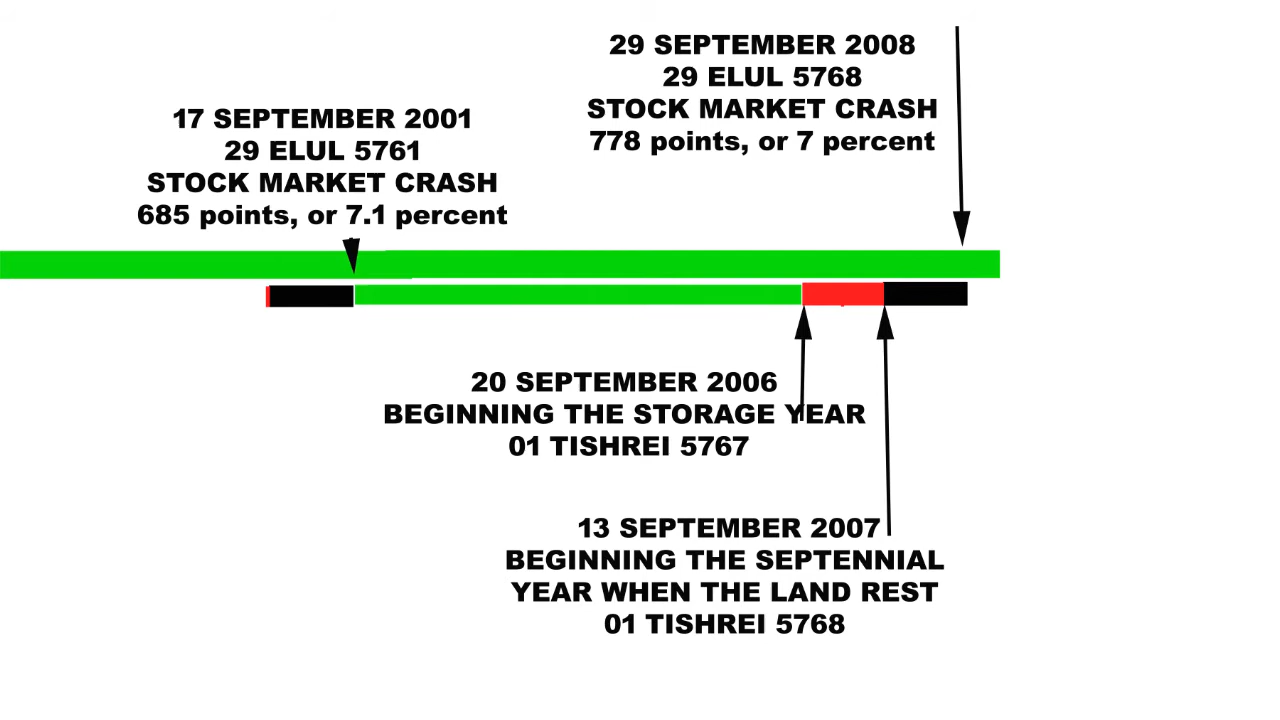 29 SEPTEMBER 2008
29 ELUL 5768
STOCK MARKET CRASH
778 points, or 7 percent
17 SEPTEMBER 2001
29 ELUL 5761
STOCK MARKET CRASH
685 points, or 7.1 percent
20 SEPTEMBER 2006
BEGINNING THE STORAGE YEAR
01 TISHREI 5767
13 SEPTEMBER 2007
BEGINNING THE SEPTENNIAL
YEAR WHEN THE LAND REST
01 TISHREI 5768